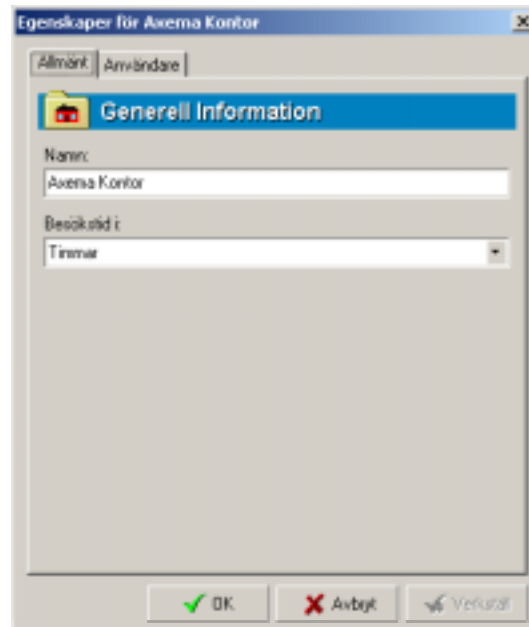 Egenskaper för Axema Kontor
Allmänt Användare
Generell Information
Namn:
Axema Kontor
Besökstid i:
Timmar
OK Avbryt Verkställ